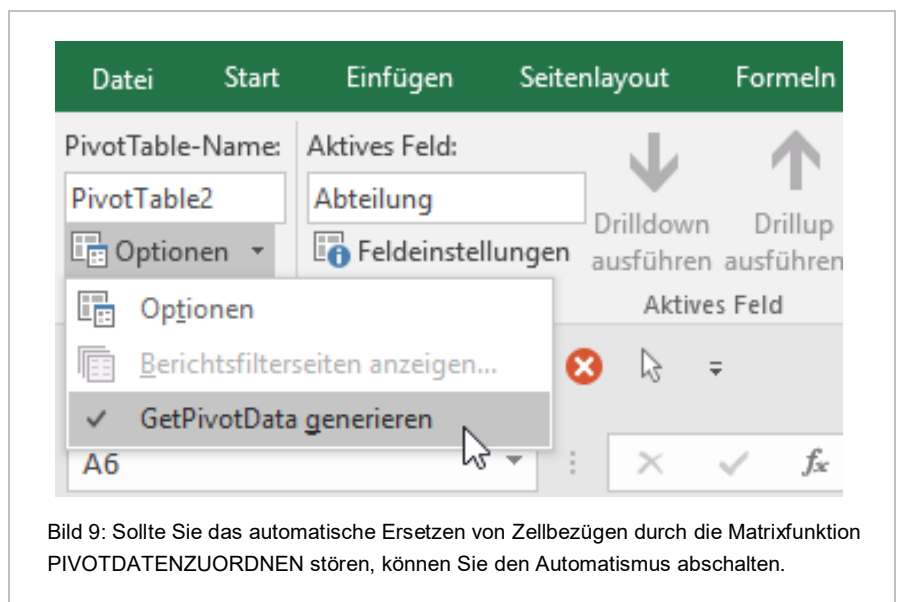 Datei Start Einfügen Seitenlayout Formeln
PivotTable-Name: Aktives Feld:
PivotTable2 Abteilung
Optionen Feldeinstellungen
Drilldown ausführen
Drillup ausführen
Aktives Feld
Optionen
Berichtsfilterseiten anzeigen...
GetPivotData generieren
A6 fx
Bild 9: Sollte Sie das automatische Ersetzen von Zellbezügen durch die Matrixfunktion
PIVOTDATENZUORDNEN stören, können Sie den Automatismus abschalten.